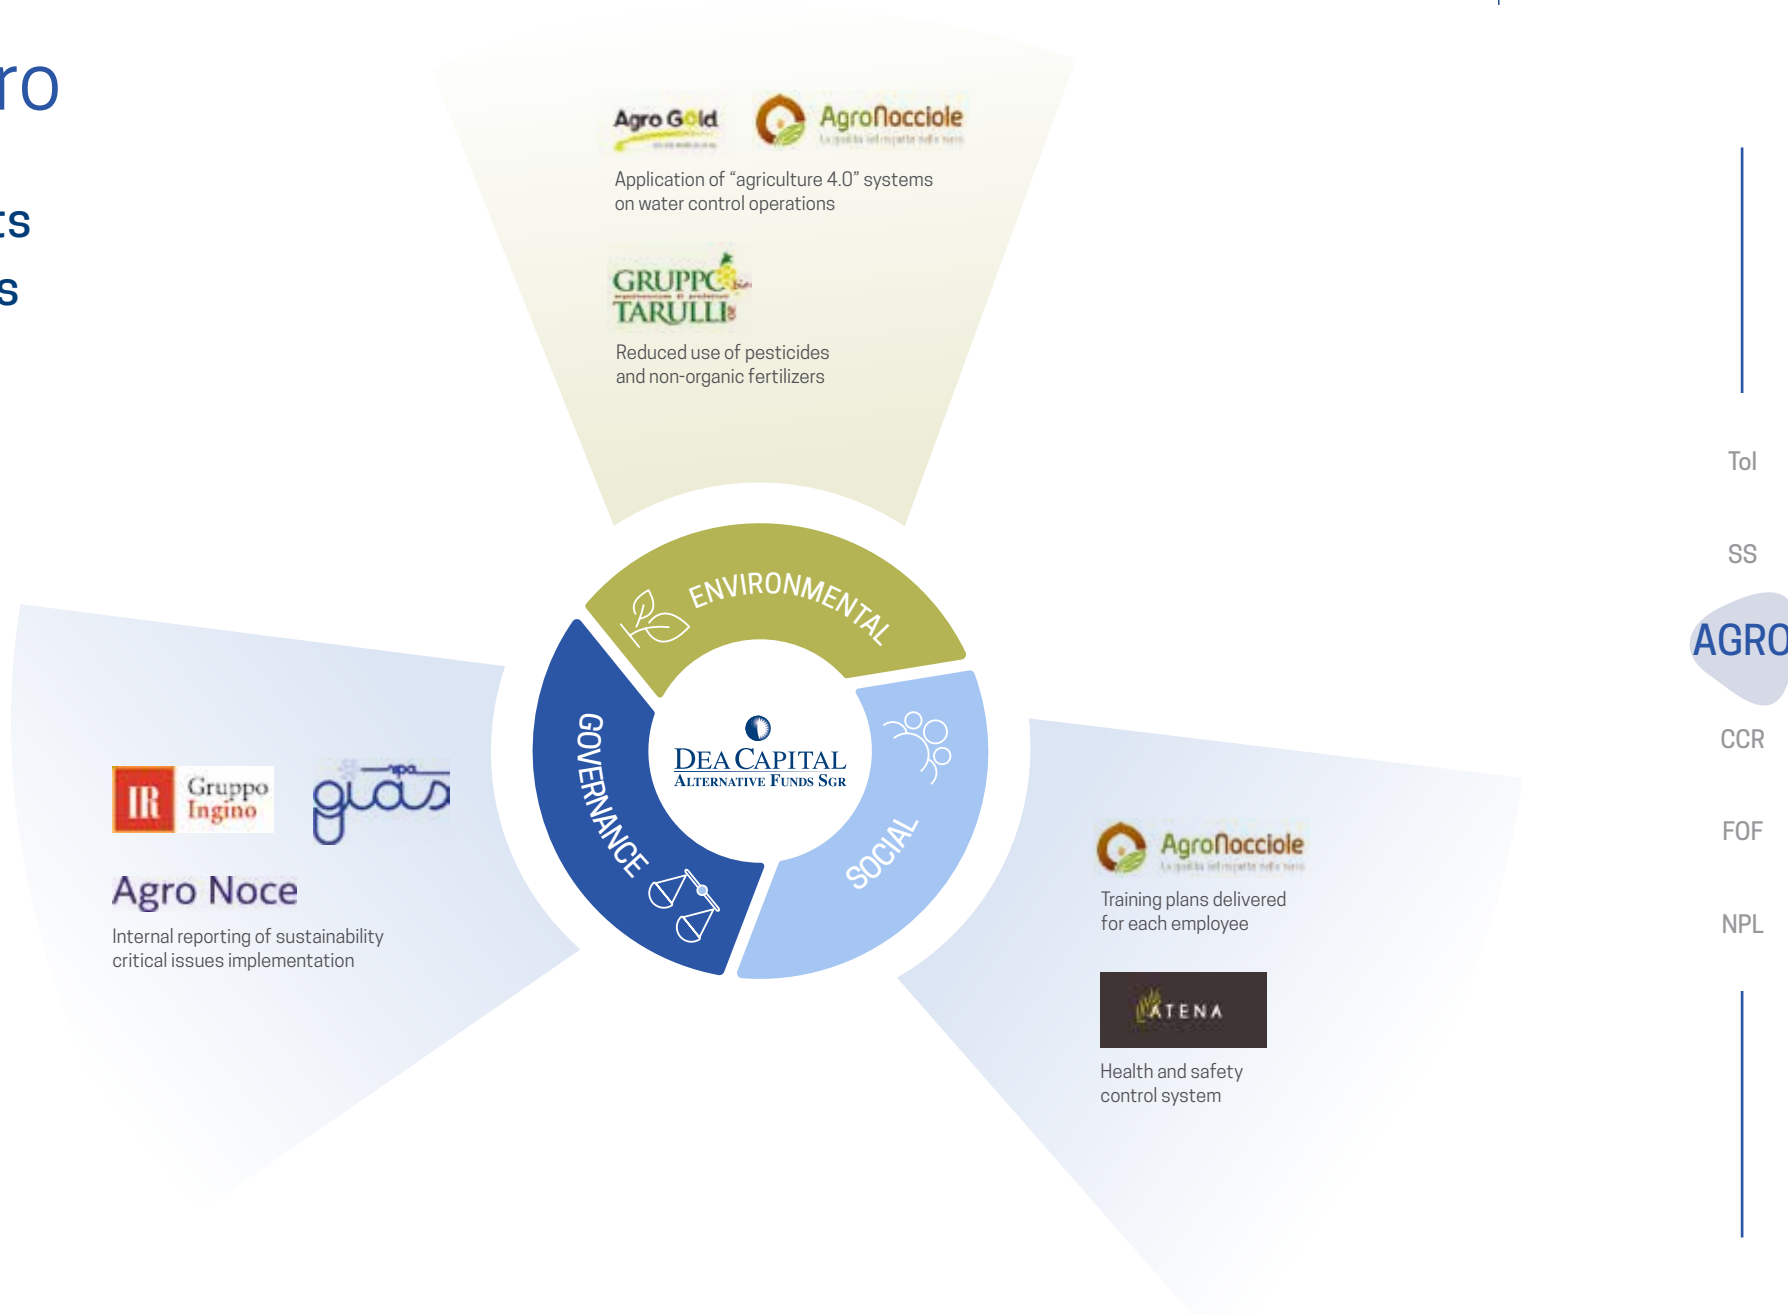 ro
ts
s
Agro Gold
AgroNocciole
Application of “agriculture 4.0” systems
on water control operations
GRUPPO
bio
TARULLI
Reduced use of pesticides
and non-organic fertilizers
ENVIRONMENTAL
GOVERNANCE
SOCIAL
DEA CAPITAL
ALTERNATIVE FUNDS SGR
IR
Gruppo
Ingino
spa
gias
Agro Noce
Internal reporting of sustainability
critical issues implementation
AgroNocciole
Training plans delivered
for each employee
ATENA
Health and safety
control system
ToI
SS
AGRO
CCR
FOF
NPL